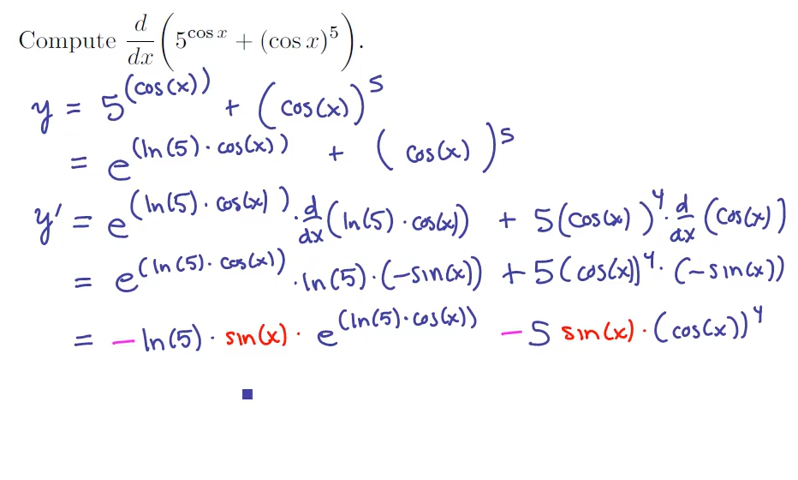 Compute d/dx (5^{cos x} + (cos x)^5).
y = 5^{(cos(x))} + (cos(x))^5
= e^{(ln(5) · cos(x))} + (cos(x))^5
y' = e^{(ln(5) · cos(x))} · d/dx (ln(5) · cos(x)) + 5(cos(x))^4 · d/dx (cos(x))
= e^{(ln(5) · cos(x))} · ln(5) · (-sin(x)) + 5(cos(x))^4 · (-sin(x))
= - ln(5) · sin(x) · e^{(ln(5) · cos(x))} - 5 sin(x) · (cos(x))^4